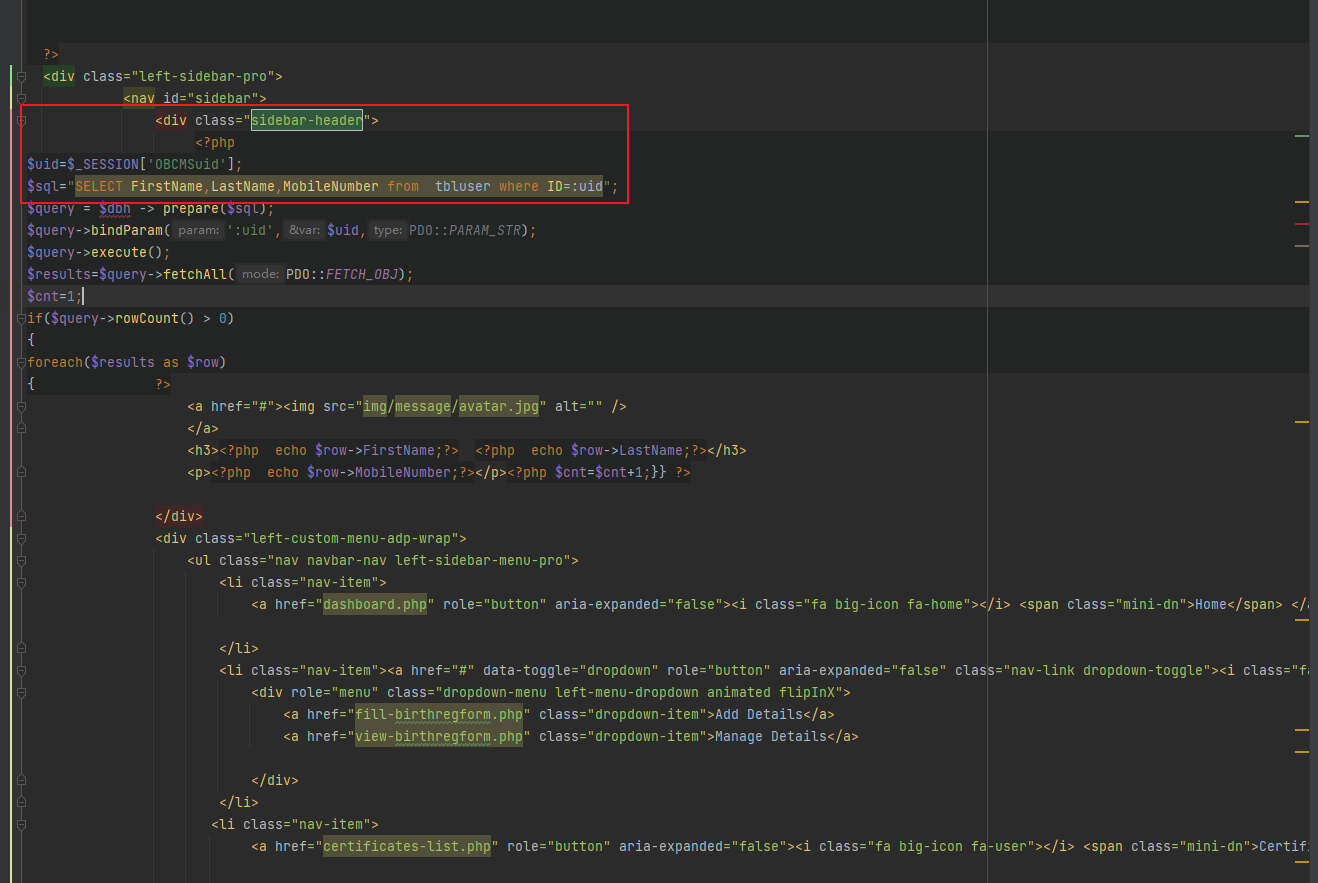 ?>
<div class="left-sidebar-pro">
<nav id="sidebar">
<div class="sidebar-header">
<?php
$uid=$_SESSION['OBCMSuid'];
$sql="SELECT FirstName,LastName,MobileNumber from  tbluser where ID=:uid";
$query = $dbh -> prepare($sql);
$query->bindParam( param: ':uid', &var: $uid, type: PDO::PARAM_STR);
$query->execute();
$results=$query->fetchAll( mode: PDO::FETCH_OBJ);
$cnt=1;
if($query->rowCount() > 0)
{
foreach($results as $row)
{               ?>
<a href="#"><img src="img/message/avatar.jpg" alt="" />
</a>
<h3><?php  echo $row->FirstName;?>  <?php  echo $row->LastName;?></h3>
<p><?php  echo $row->MobileNumber;?></p><?php $cnt=$cnt+1;}} ?>
</div>
<div class="left-custom-menu-adp-wrap">
<ul class="nav navbar-nav left-sidebar-menu-pro">
<li class="nav-item">
<a href="dashboard.php" role="button" aria-expanded="false"><i class="fa big-icon fa-home"></i> <span class="mini-dn">Home</span> </a
</li>
<li class="nav-item"><a href="#" data-toggle="dropdown" role="button" aria-expanded="false" class="nav-link dropdown-toggle"><i class="fa
<div role="menu" class="dropdown-menu left-menu-dropdown animated flipInX">
<a href="fill-birthregform.php" class="dropdown-item">Add Details</a>
<a href="view-birthregform.php" class="dropdown-item">Manage Details</a>
</div>
</li>
<li class="nav-item">
<a href="certificates-list.php" role="button" aria-expanded="false"><i class="fa big-icon fa-user"></i> <span class="mini-dn">Certif